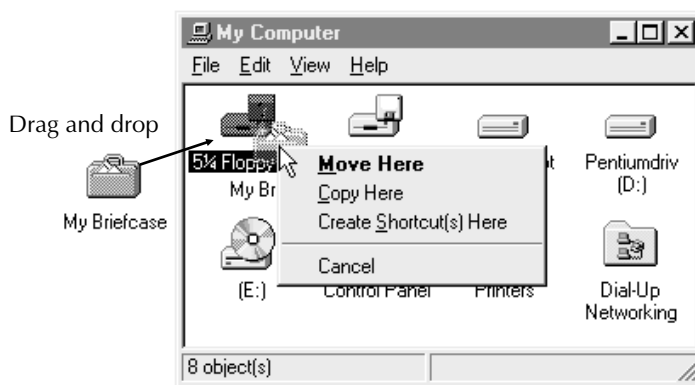 My Computer
File Edit View Help
Drag and drop
5¼ Floppy
My Br
Pentiumdriv
(D:)
Move Here
Copy Here
Create Shortcut(s) Here
Cancel
My Briefcase
(E:)
Control Panel
Printers
Dial-Up
Networking
8 object(s)